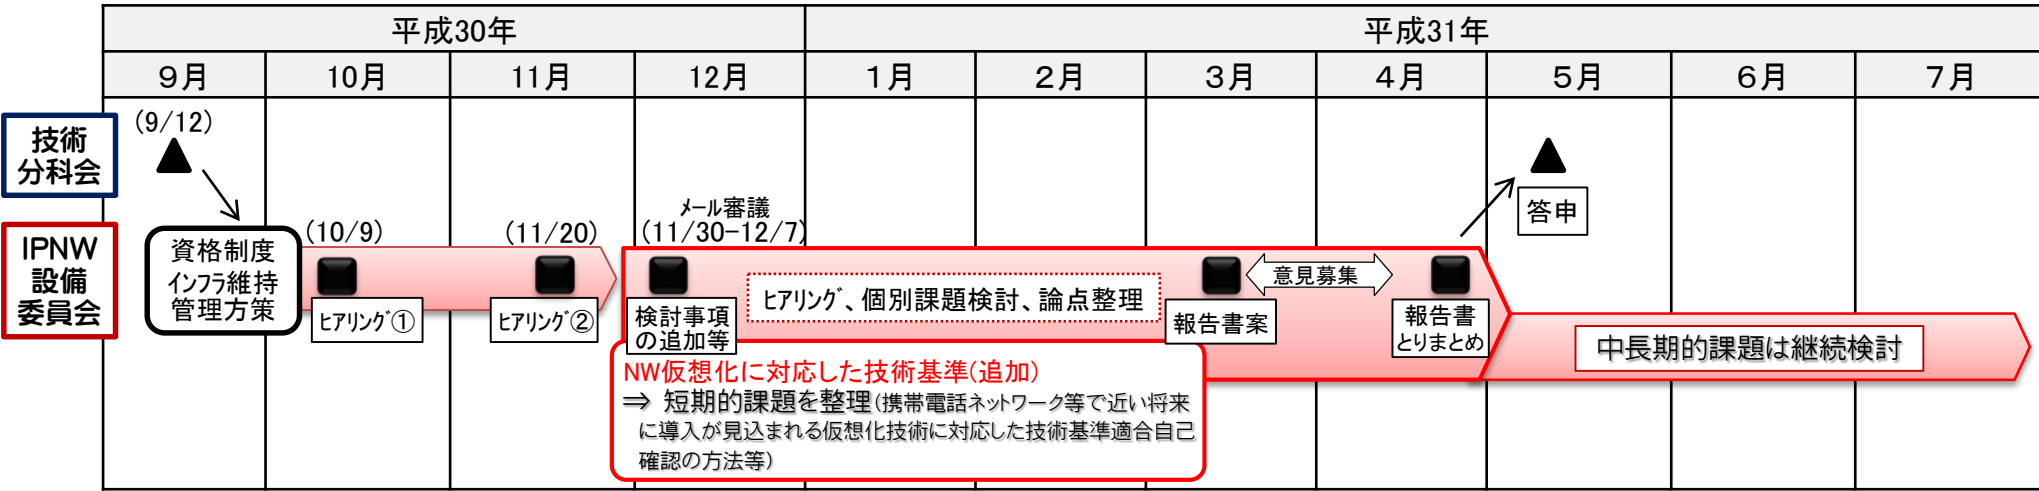 平成30年
平成31年
９月
10月
11月
12月
１月
２月
３月
４月
５月
６月
７月
技術
分科会
(9/12)
答申
IPNW
設備
委員会
資格制度
ｲﾝﾌﾗ維持
管理方策
(10/9)
ﾋｱﾘﾝｸﾞ①
(11/20)
ﾋｱﾘﾝｸﾞ②
ﾒｰﾙ審議
(11/30-12/7)
検討事項
の追加等
ﾋｱﾘﾝｸﾞ、個別課題検討、論点整理
報告書案
意見募集
報告書
とりまとめ
中長期的課題は継続検討
NW仮想化に対応した技術基準(追加)
⇒ 短期的課題を整理(携帯電話ネットワーク等で近い将来
に導入が見込まれる仮想化技術に対応した技術基準適合自己
確認の方法等)